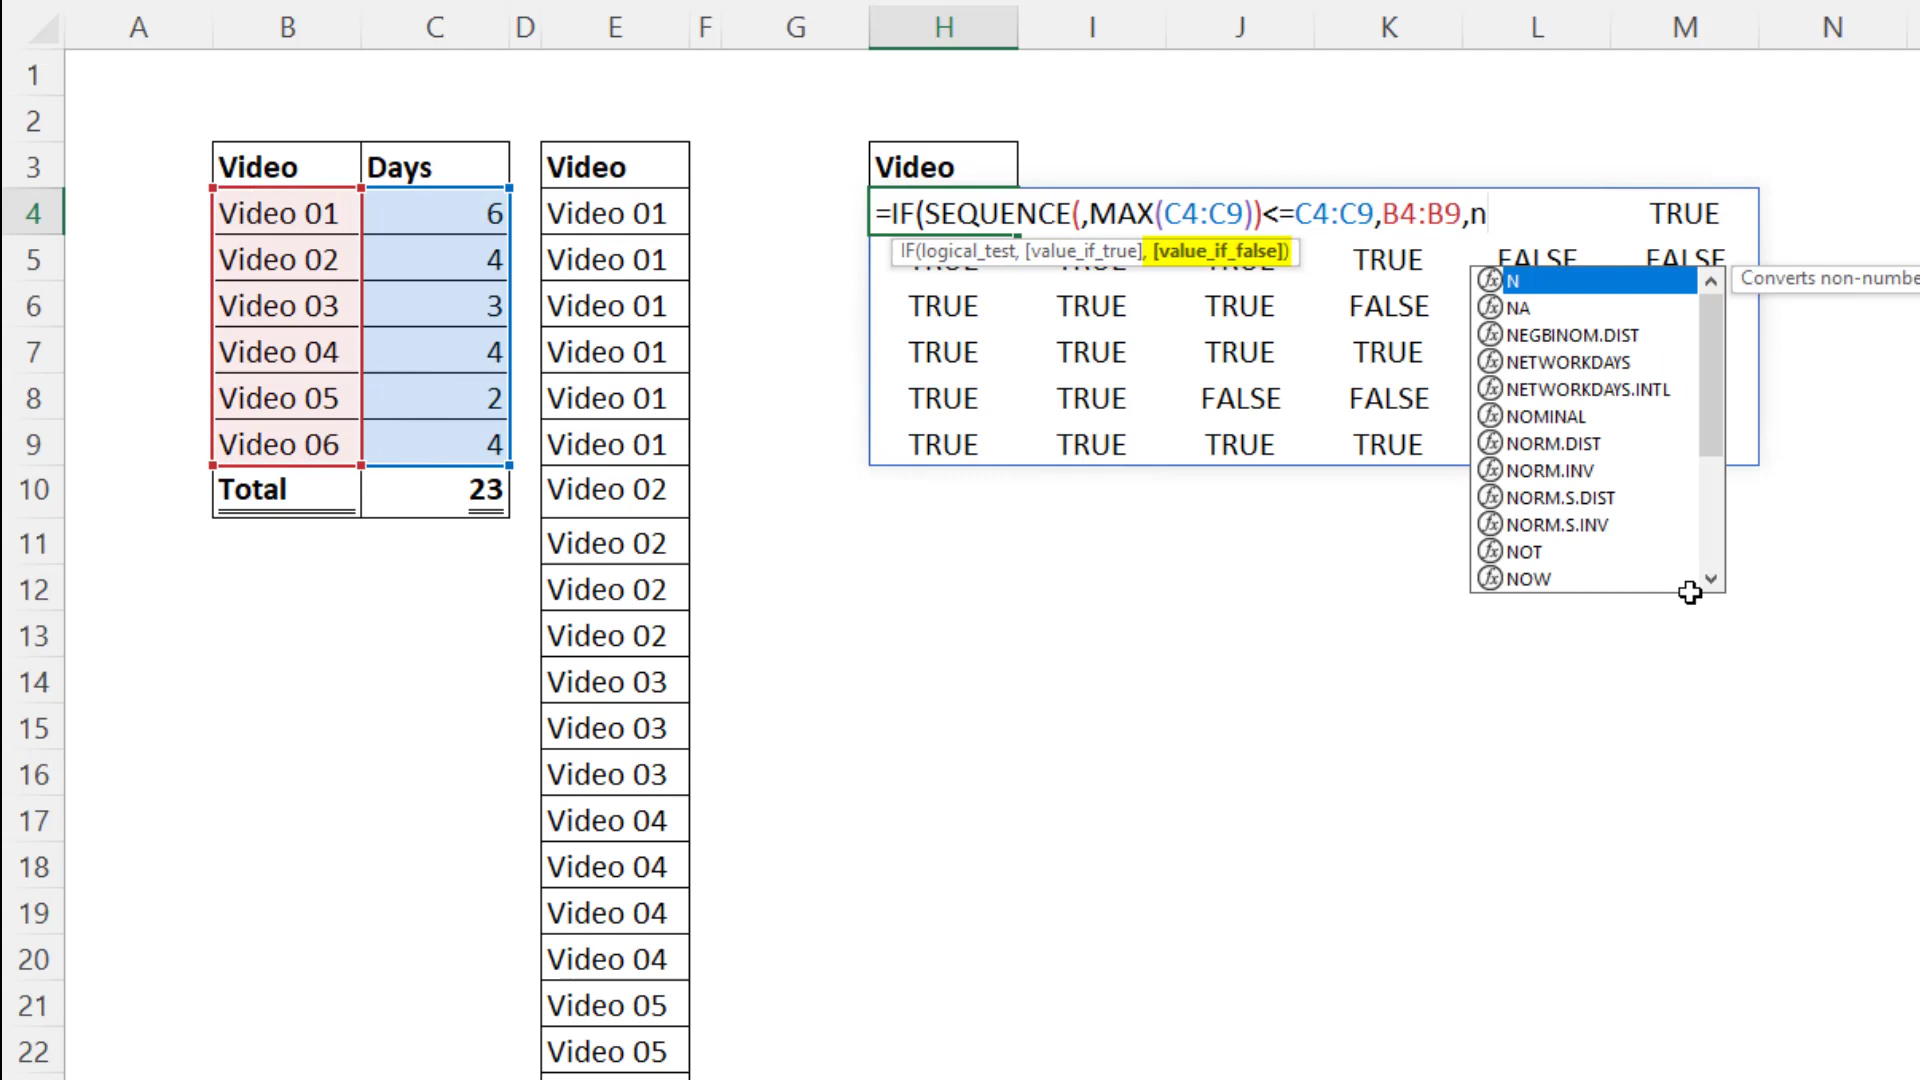 A B C D E F G H I J K L M N
1
2
3 Video Days Video Video
4 Video 01 6 Video 01 =IF(SEQUENCE(,MAX(C4:C9))<=C4:C9,B4:B9,n TRUE
IF(logical_test, [value_if_true], [value_if_false])
5 Video 02 4 Video 01 TRUE FALSE FALSE
N Converts non-numbe
6 Video 03 3 Video 01 TRUE TRUE TRUE FALSE
NA
NEGBINOM.DIST
7 Video 04 4 Video 01 TRUE TRUE TRUE TRUE
NETWORKDAYS
NETWORKDAYS.INTL
8 Video 05 2 Video 01 TRUE TRUE FALSE FALSE
NOMINAL
9 Video 06 4 Video 01 TRUE TRUE TRUE TRUE
NORM.DIST
NORM.INV
10 Total 23 Video 02
NORM.S.DIST
NORM.S.INV
11 Video 02
NOT
NOW
12 Video 02
13 Video 02
14 Video 03
15 Video 03
16 Video 03
17 Video 04
18 Video 04
19 Video 04
20 Video 04
21 Video 05
22 Video 05